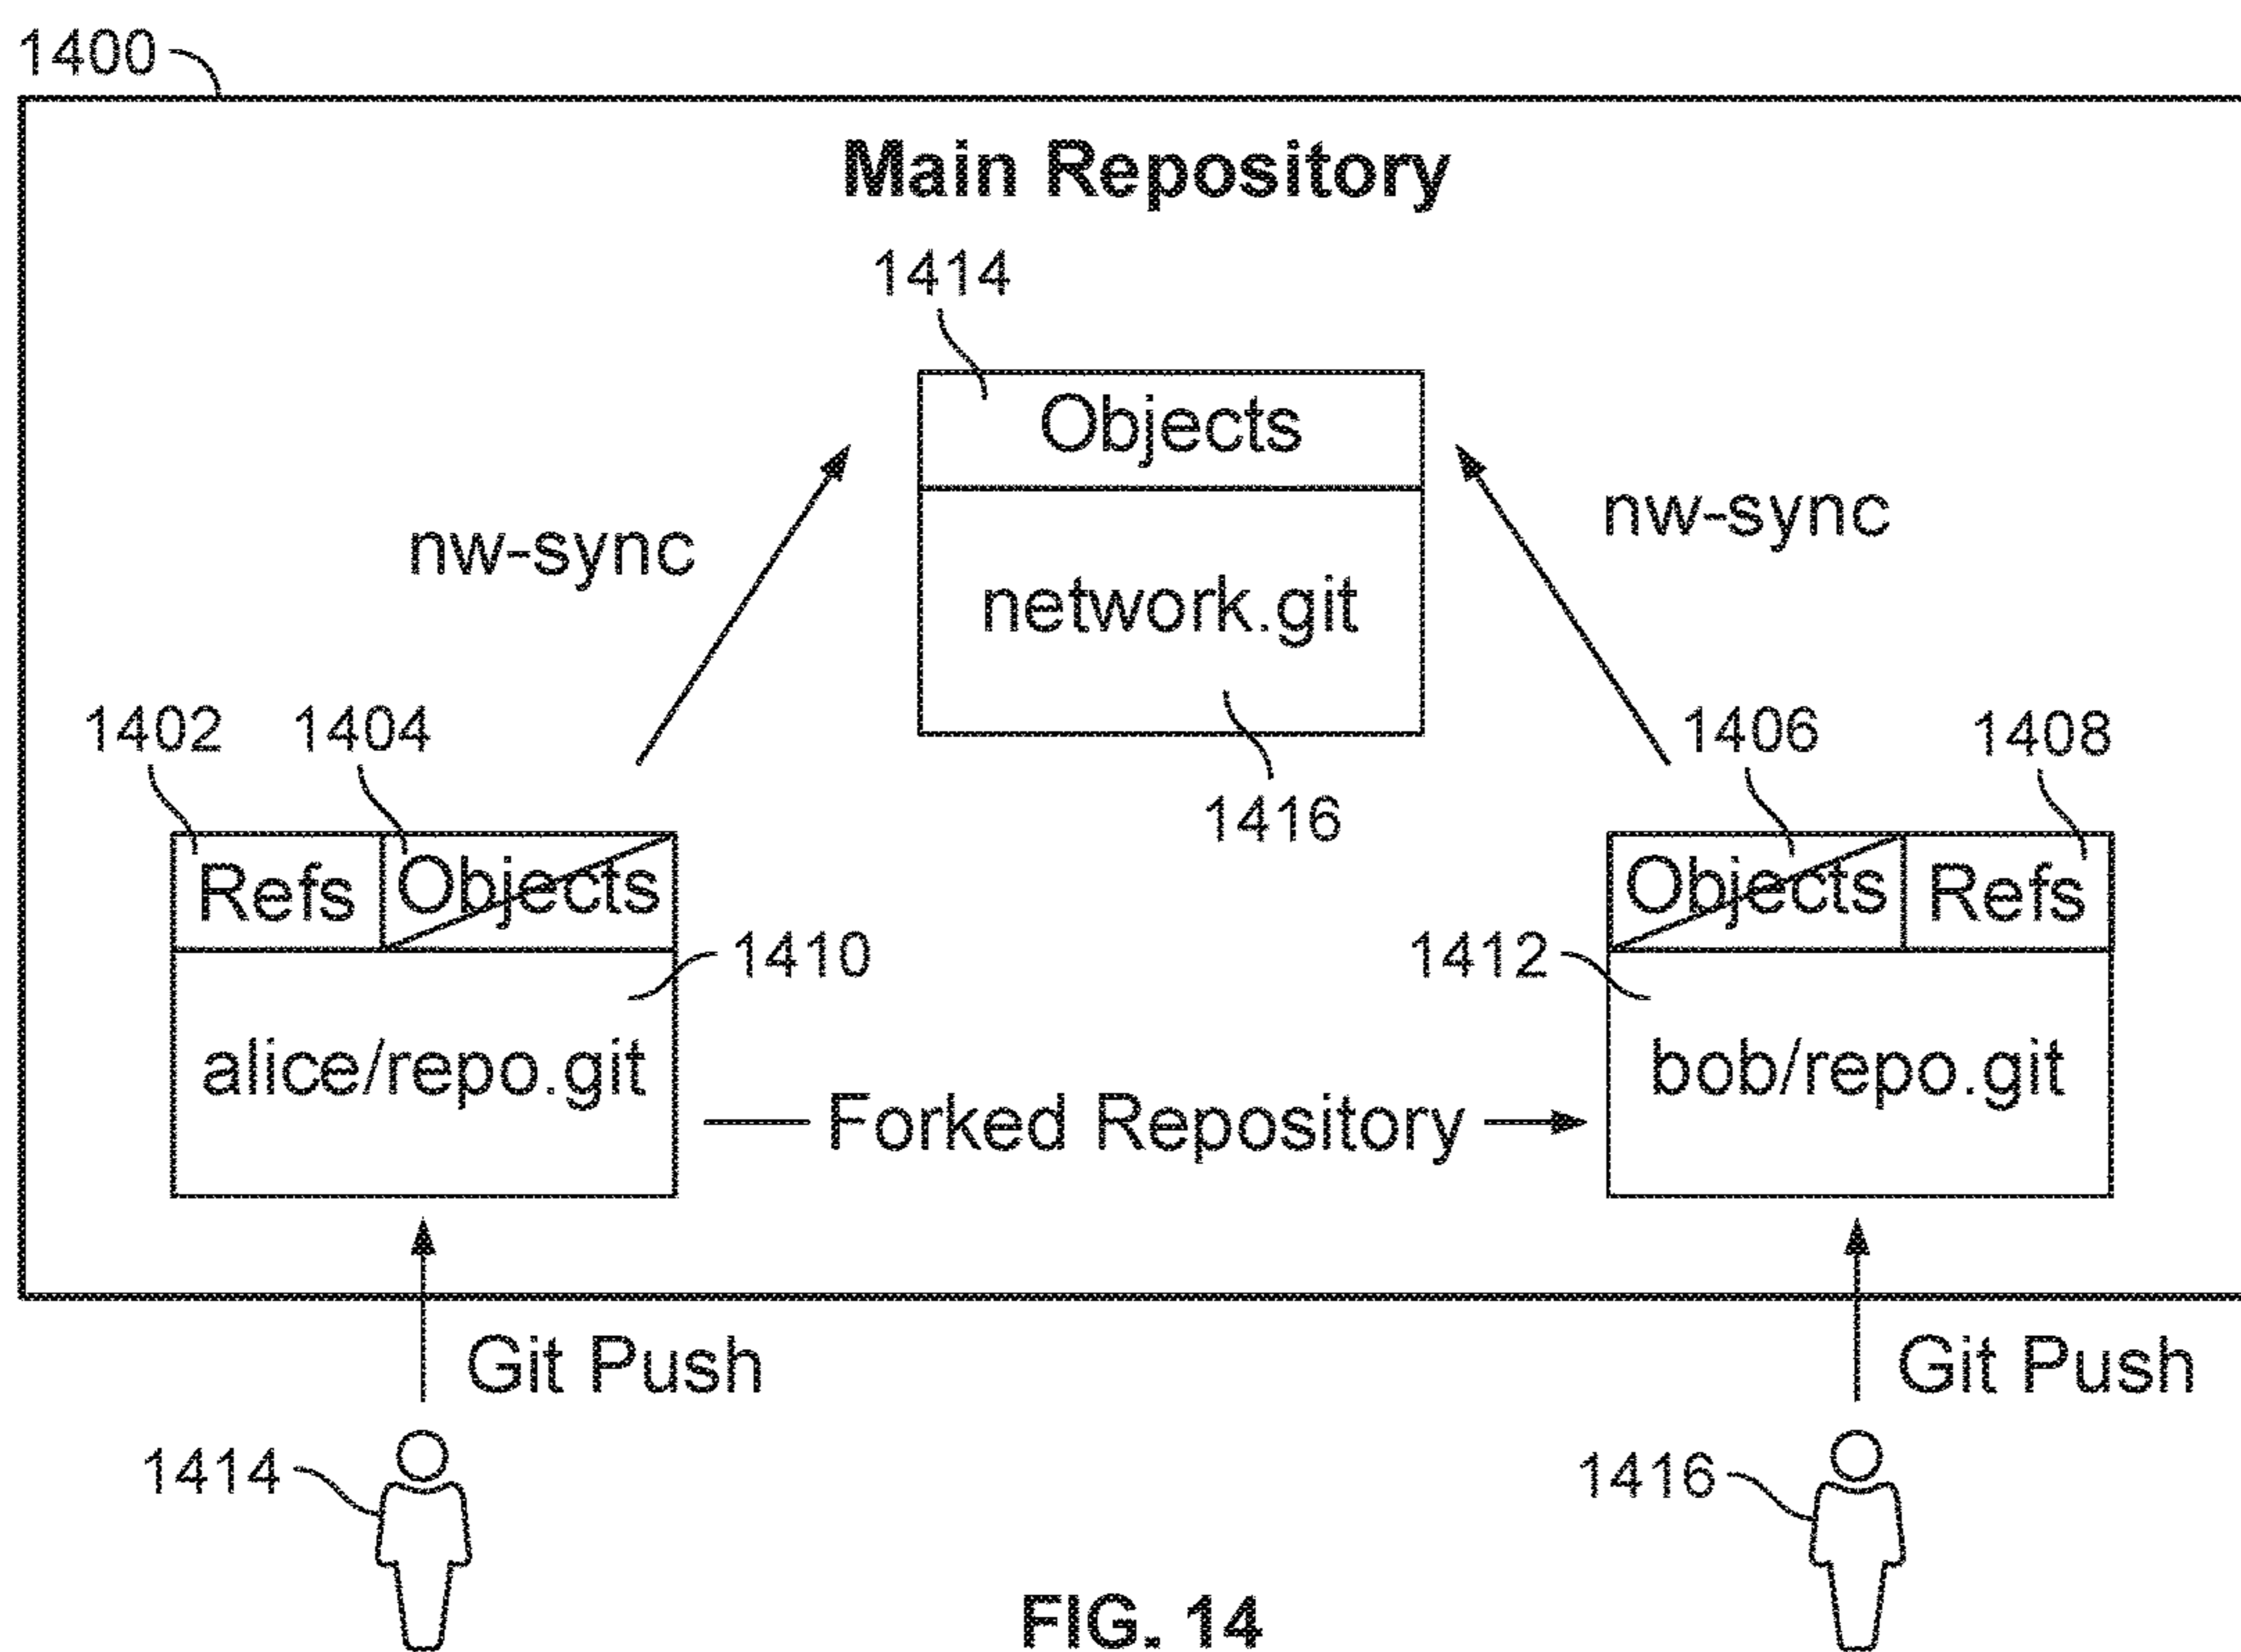 1400
Main Repository
1414
Objects
nw-sync
nw-sync
network.git
1402
1404
1406
1408
1416
Refs
Objects
Objects
Refs
1410
1412
alice/repo.git
bob/repo.git
Forked Repository
Git Push
Git Push
1414
1416
FIG. 14